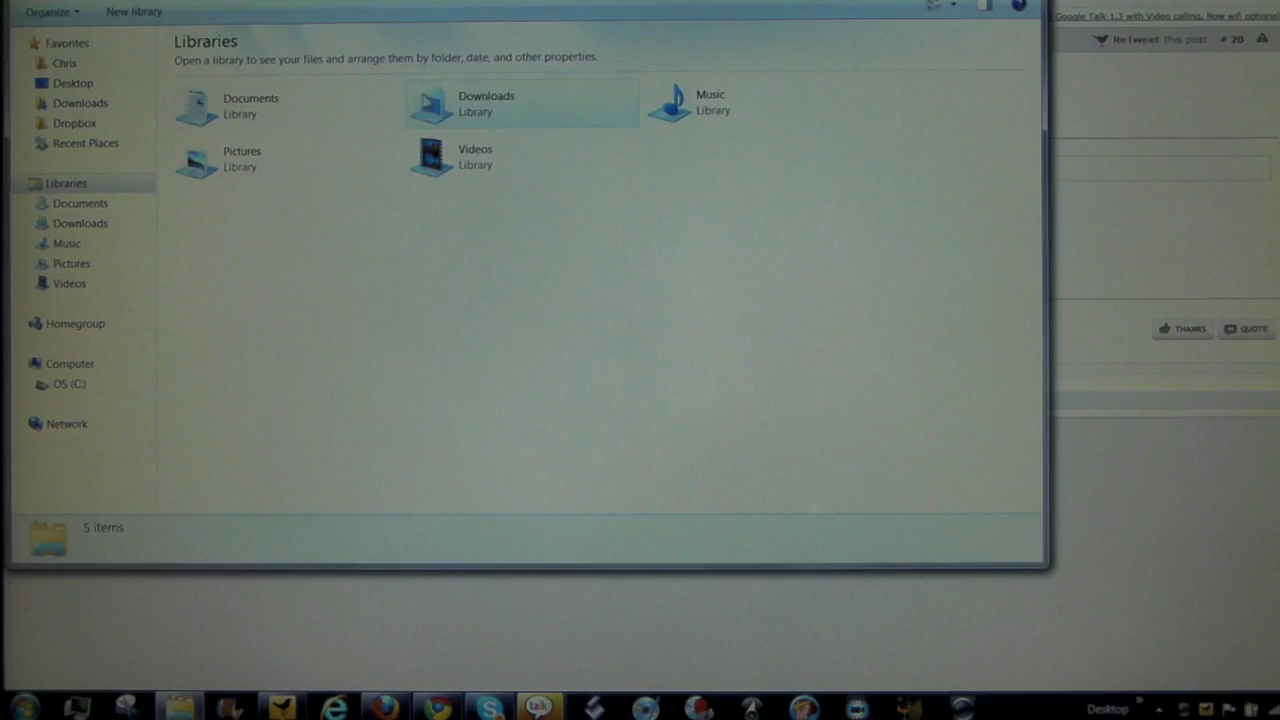 Organize
New library
Google Talk 1.3 with Video calling. Now wifi optiona
ReTweet this post
# 20
Favorites
Chris
Desktop
Downloads
Dropbox
Recent Places
Libraries
Documents
Downloads
Music
Pictures
Videos
Homegroup
Computer
OS (C:)
Network
Libraries
Open a library to see your files and arrange them by folder, date, and other properties.
Documents
Library
Downloads
Library
Music
Library
Pictures
Library
Videos
Library
THANKS
QUOTE
5 items
talk
Desktop